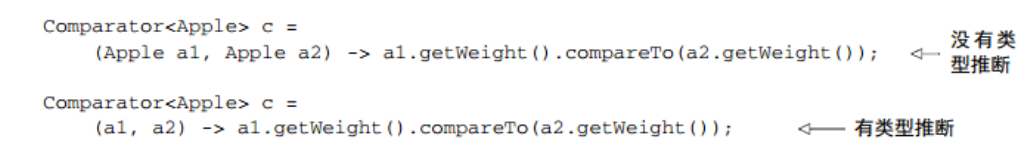 Comparator<Apple> c =
(Apple a1, Apple a2) -> a1.getWeight().compareTo(a2.getWeight());
没有类
型推断
Comparator<Apple> c =
(a1, a2) -> a1.getWeight().compareTo(a2.getWeight());
有类型推断